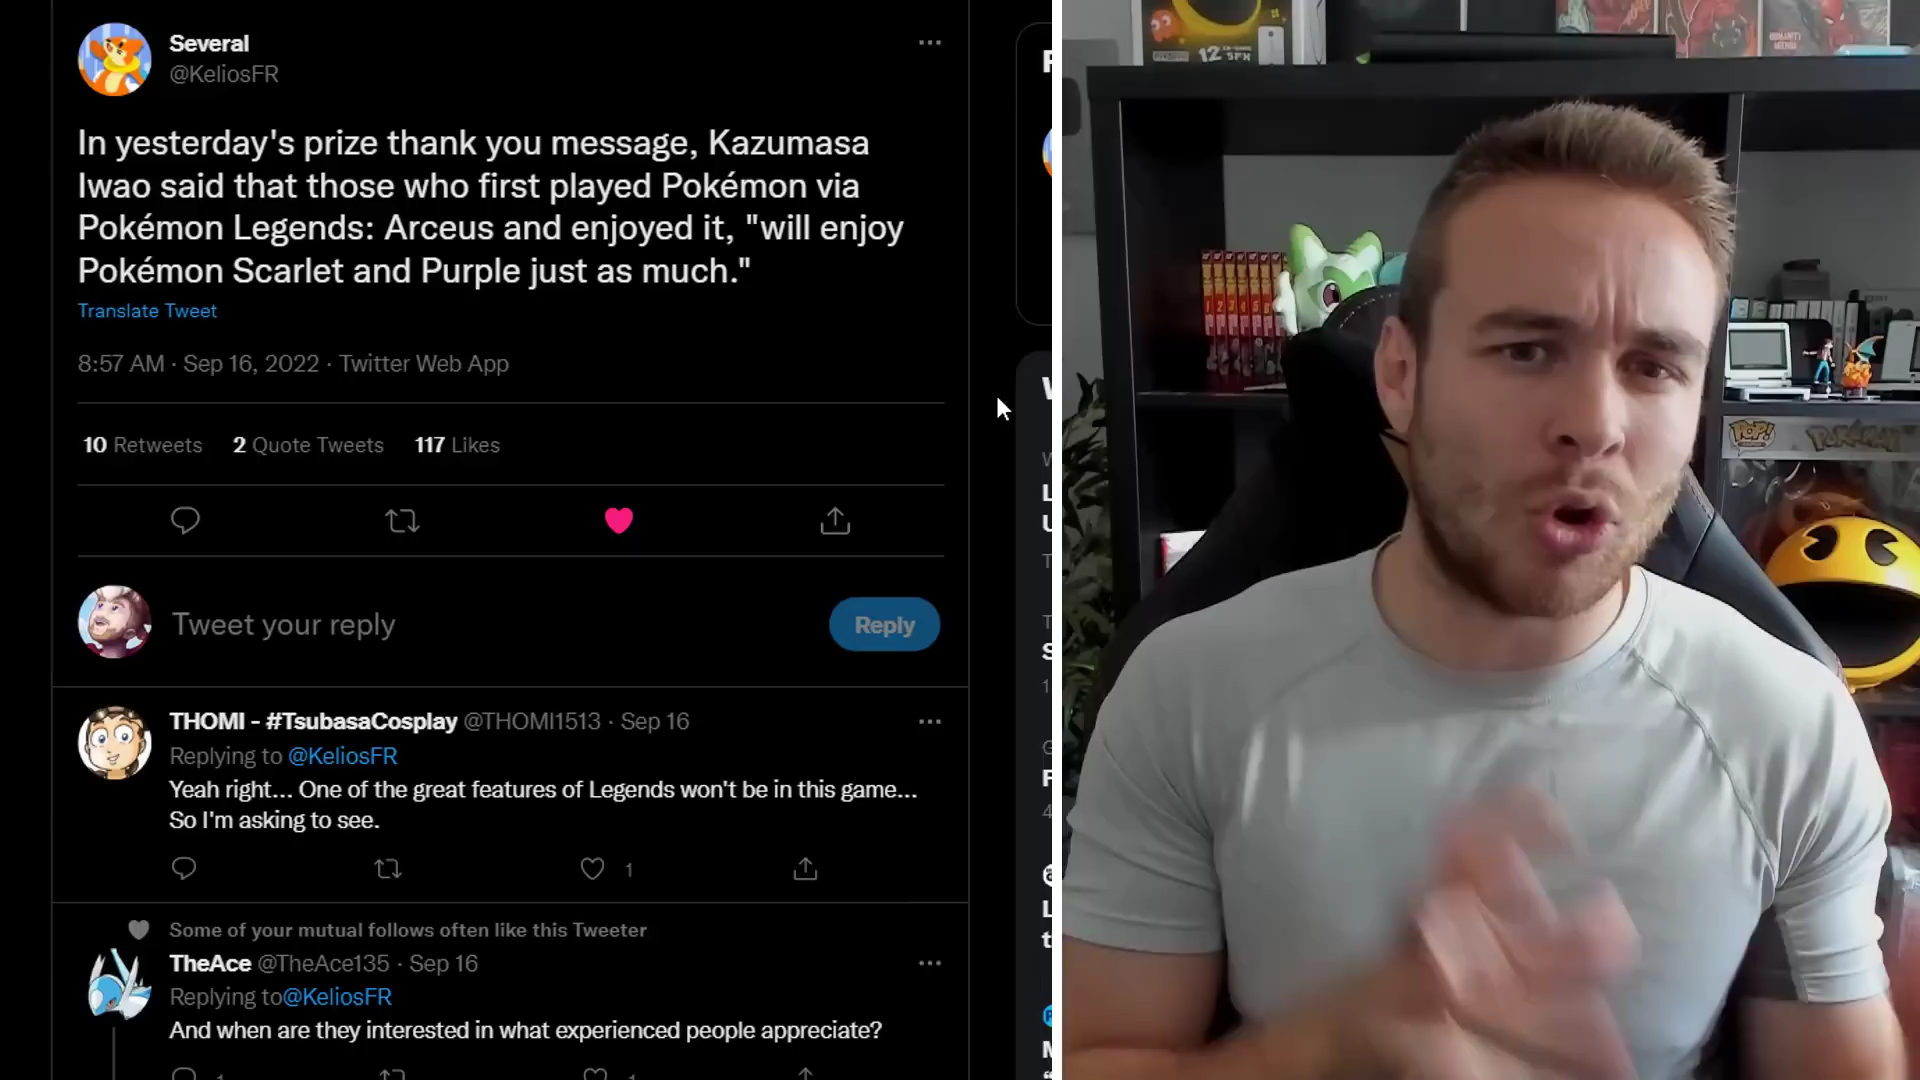 Several
@KeliosFR
In yesterday's prize thank you message, Kazumasa
Iwao said that those who first played Pokémon via
Pokémon Legends: Arceus and enjoyed it, "will enjoy
Pokémon Scarlet and Purple just as much."
Translate Tweet
8:57 AM · Sep 16, 2022 · Twitter Web App
10 Retweets 2 Quote Tweets 117 Likes
Tweet your reply
Reply
THOMI - #TsubasaCosplay @THOMI1513 · Sep 16
Replying to @KeliosFR
Yeah right... One of the great features of Legends won't be in this game...
So I'm asking to see.
1
Some of your mutual follows often like this Tweeter
TheAce @TheAce135 · Sep 16
Replying to@KeliosFR
And when are they interested in what experienced people appreciate?
12
POP!
POKÉMON